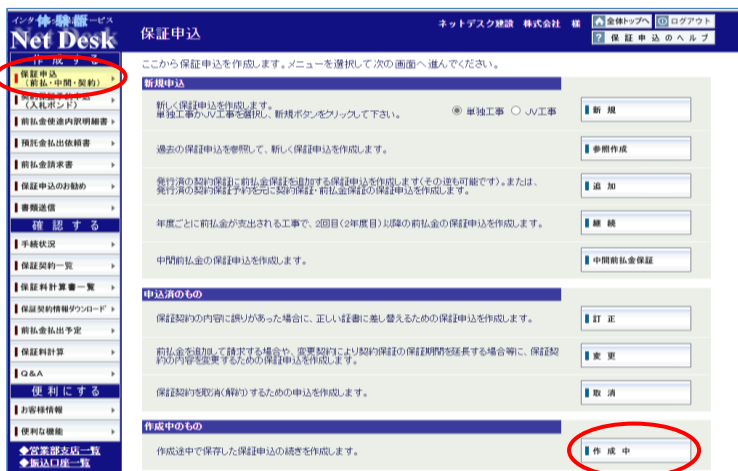 インターネットサービス
体験版
Net Desk
保証申込
ネットデスク建設 株式会社 様
全体トップへ
ログアウト
保証申込のヘルプ
作成する
保証申込
(前払・中間・契約)
(入札ボンド)
前払金使途内訳明細書
預託金払出依頼書
前払金請求書
保証申込のお勧め
書類送信
確認する
手続状況
保証契約一覧
保証料計算書一覧
保証契約情報ダウンロード
前払金払出予定
保証料計算
Q&A
便利にする
お客様情報
便利な機能
◆営業部支店一覧
◆振込口座一覧
ここから保証申込を作成します。メニューを選択して次の画面へ進んでください。
新規申込
新しく保証申込を作成します。
単独工事かJV工事を選択し、新規ボタンをクリックして下さい。
単独工事 JV工事
新規
過去の保証申込を参照して、新しく保証申込を作成します。
参照作成
発行済の契約保証に前払金保証を追加する保証申込を作成します(その逆も可能です)。または、
発行済の契約保証予約を元に契約保証・前払金保証の保証申込を作成します。
追加
年度ごとに前払金が支出される工事で、2回目(2年度目)以降の前払金の保証申込を作成します。
継続
中間前払金の保証申込を作成します。
中間前払金保証
申込済のもの
保証契約の内容に誤りがあった場合に、正しい証書に差し替えるための保証申込を作成します。
訂正
前払金を追加して請求する場合や、変更契約により契約保証の保証期間を延長する場合等に、保証契
約の内容を変更するための保証申込を作成します。
変更
保証契約を取消(解約)するための申込を作成します。
取消
作成中のもの
作成途中で保存した保証申込の続きを作成します。
作成中